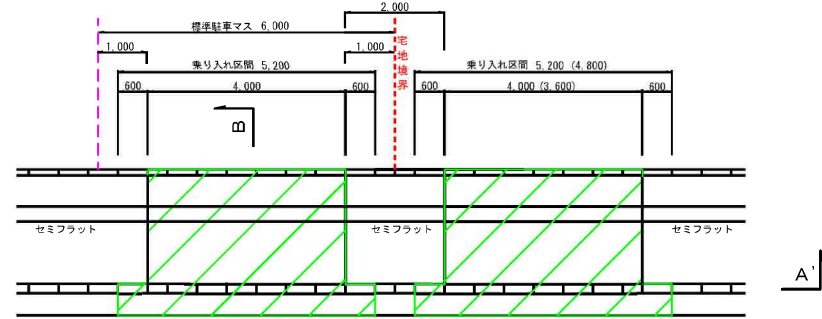 2,000
標準駐車マス 6,000
1,000
1,000
宅地境界
乗り入れ区間 5,200
乗り入れ区間 5,200 (4,800)
600
4,000
600
600
4,000 (3,600)
600
B
セミフラット
セミフラット
セミフラット
A'